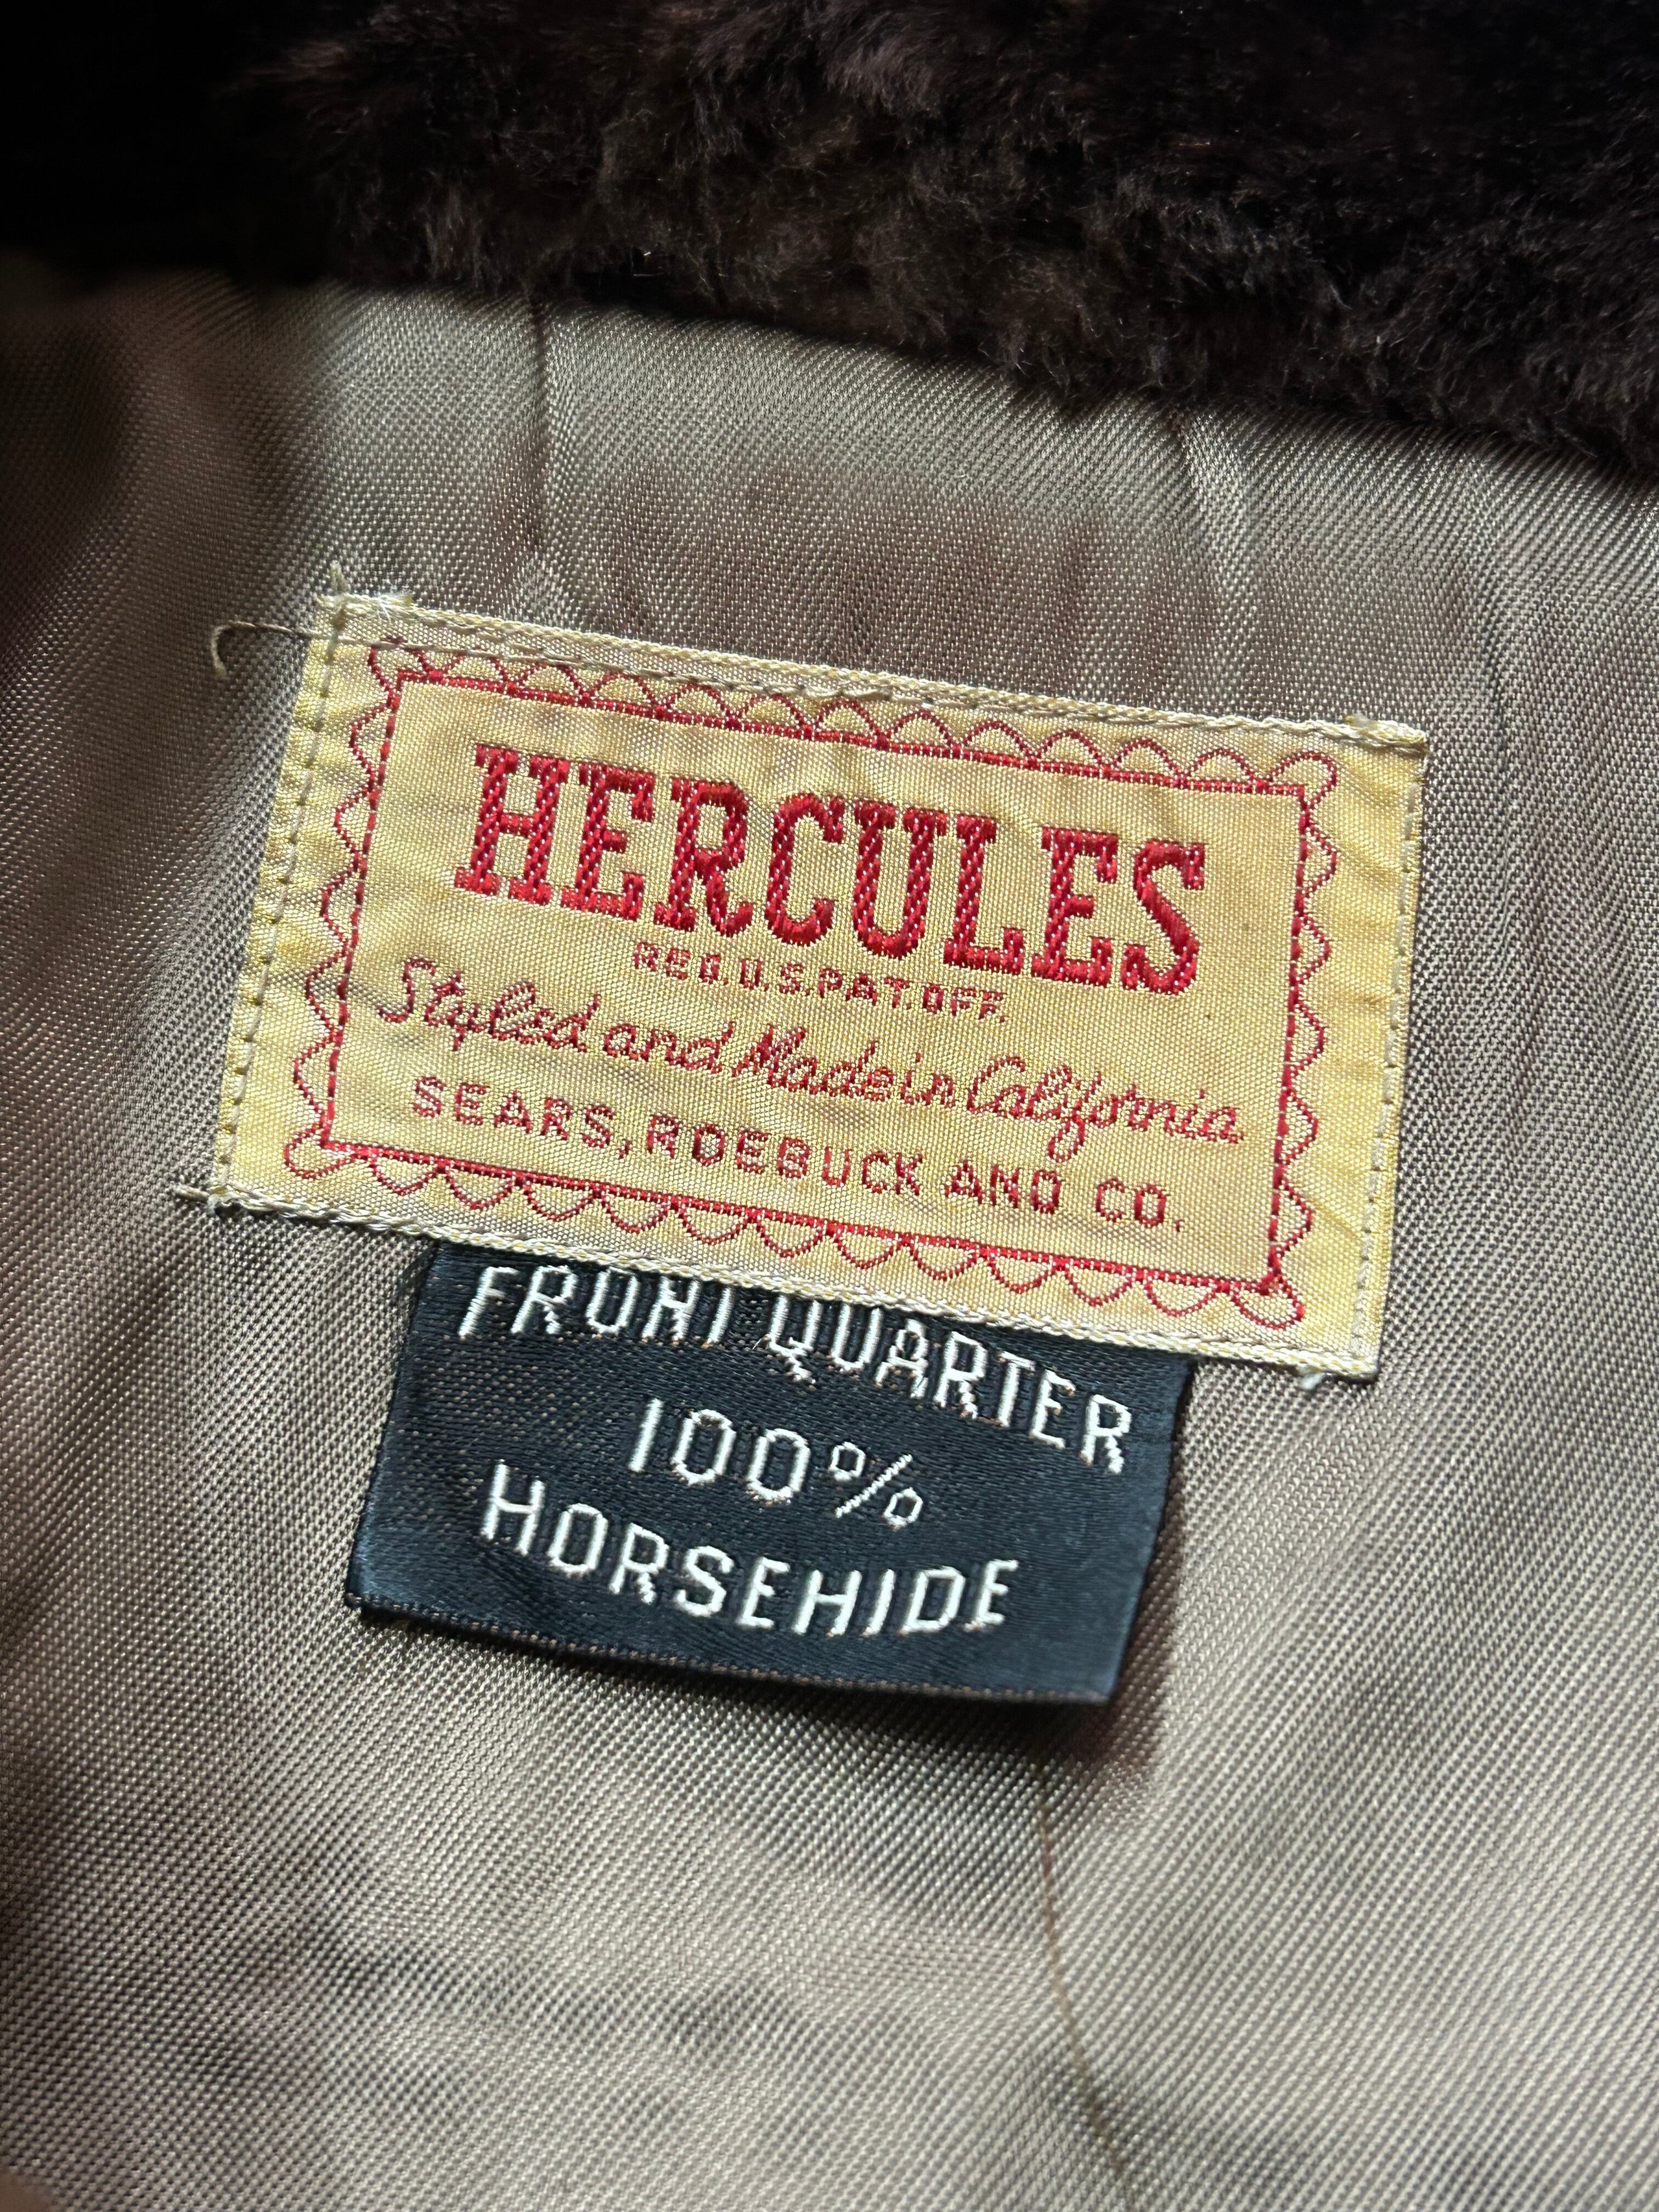 HERCULES
REG.U.S.PAT.OFF.
Styled and Made in California
SEARS, ROEBUCK AND CO.
FRONT QUARTER
100%
HORSEHIDE